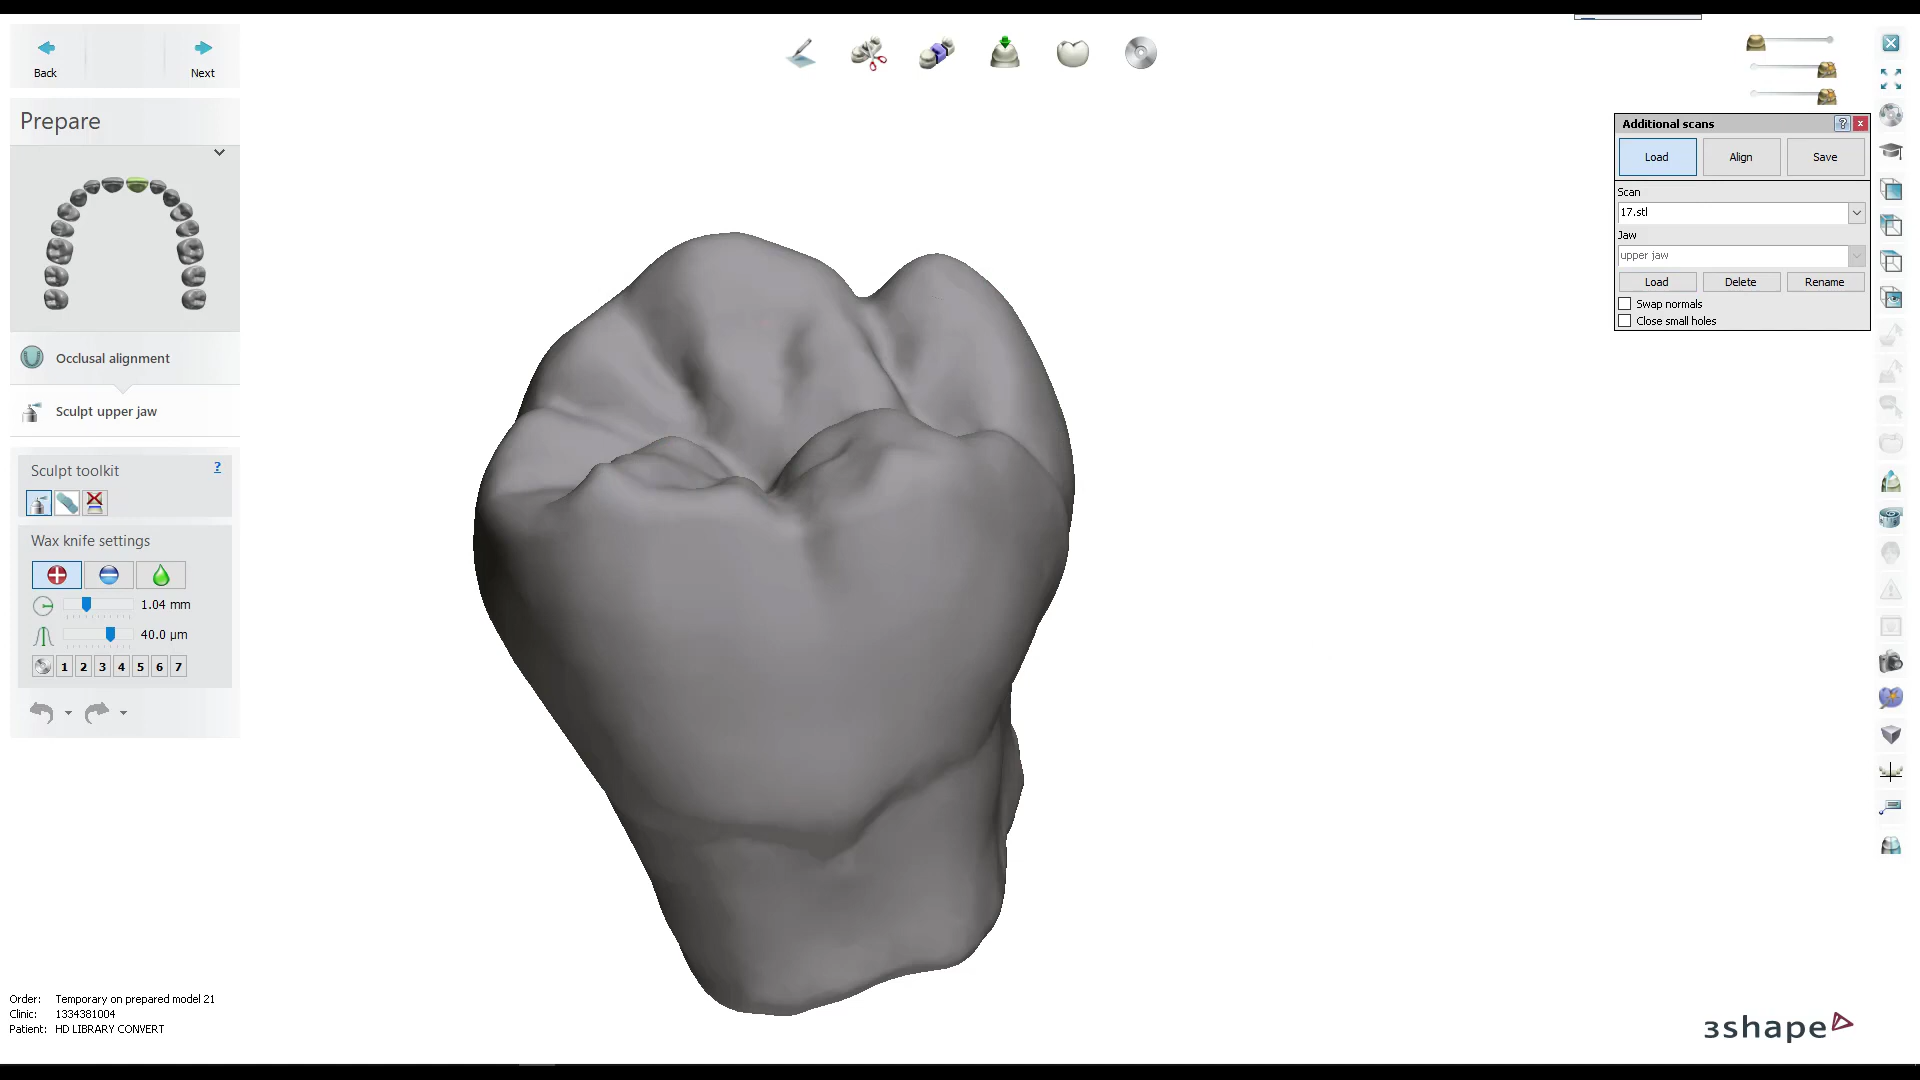 Back
Next
Prepare
Occlusal alignment
Sculpt upper jaw
Sculpt toolkit
?
Wax knife settings
1.04 mm
40.0 µm
1 2 3 4 5 6 7
Order: Temporary on prepared model 21
Clinic: 1334381004
Patient: HD LIBRARY CONVERT
Additional scans
? x
Load Align Save
Scan
17.stl
Jaw
upper jaw
Load Delete Rename
Swap normals
Close small holes
3shape